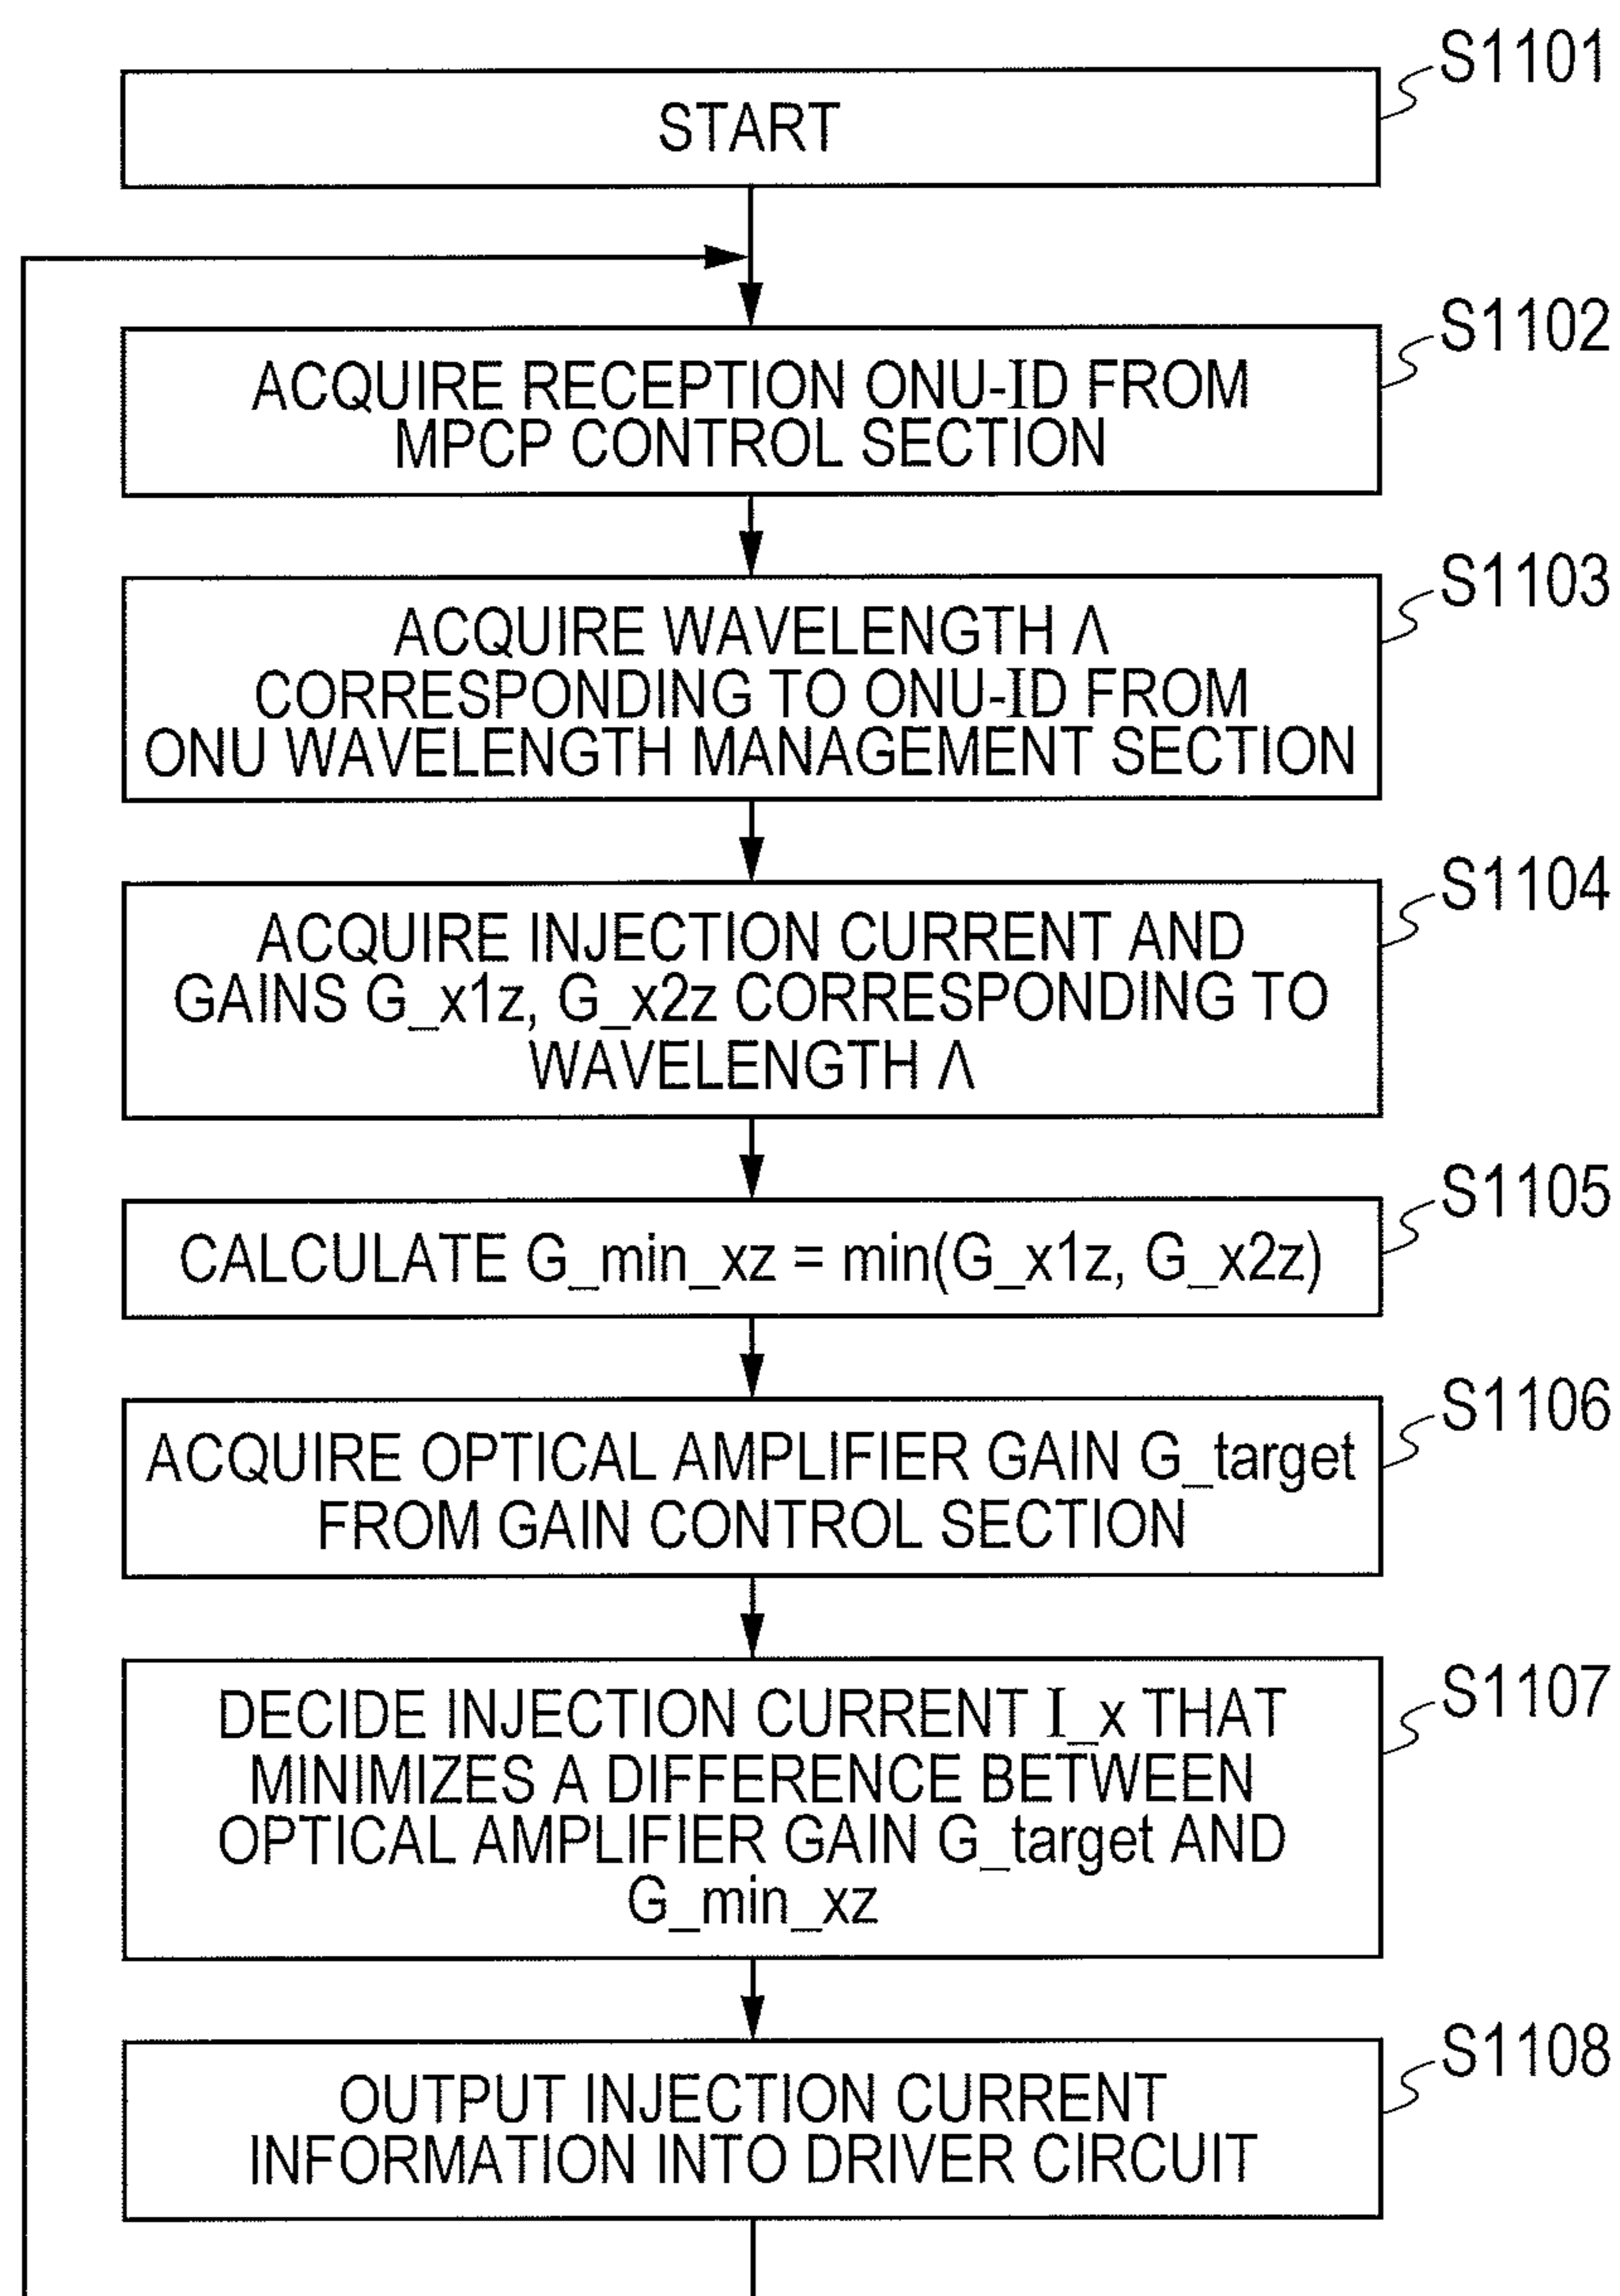 S1101
START
S1102
ACQUIRE RECEPTION ONU-ID FROM
MPCP CONTROL SECTION
S1103
ACQUIRE WAVELENGTH Λ
CORRESPONDING TO ONU-ID FROM
ONU WAVELENGTH MANAGEMENT SECTION
S1104
ACQUIRE INJECTION CURRENT AND
GAINS G_x1z, G_x2z CORRESPONDING TO
WAVELENGTH Λ
S1105
CALCULATE G_min_xz = min(G_x1z, G_x2z)
S1106
ACQUIRE OPTICAL AMPLIFIER GAIN G_target
FROM GAIN CONTROL SECTION
S1107
DECIDE INJECTION CURRENT I_x THAT
MINIMIZES A DIFFERENCE BETWEEN
OPTICAL AMPLIFIER GAIN G_target AND
G_min_xz
S1108
OUTPUT INJECTION CURRENT
INFORMATION INTO DRIVER CIRCUIT